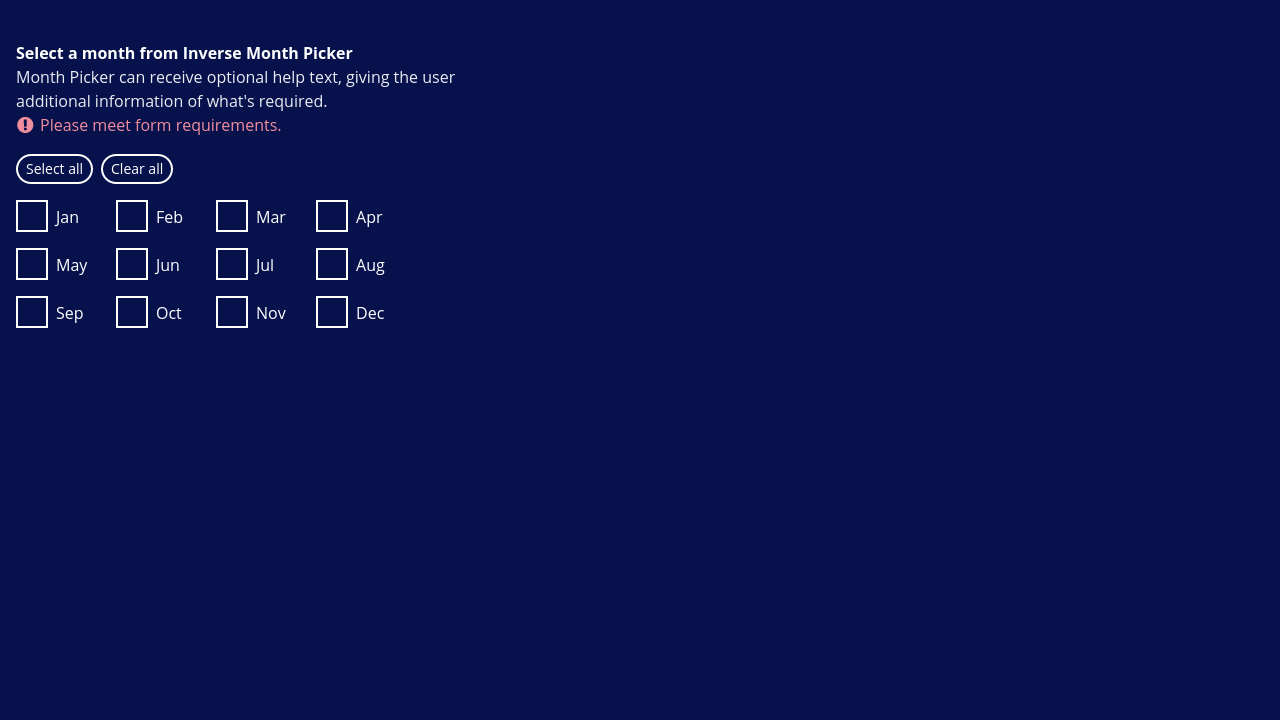 Select a month from Inverse Month Picker
Month Picker can receive optional help text, giving the user
additional information of what's required.
Please meet form requirements.
Select all Clear all
Jan Feb Mar Apr
May Jun Jul Aug
Sep Oct Nov Dec